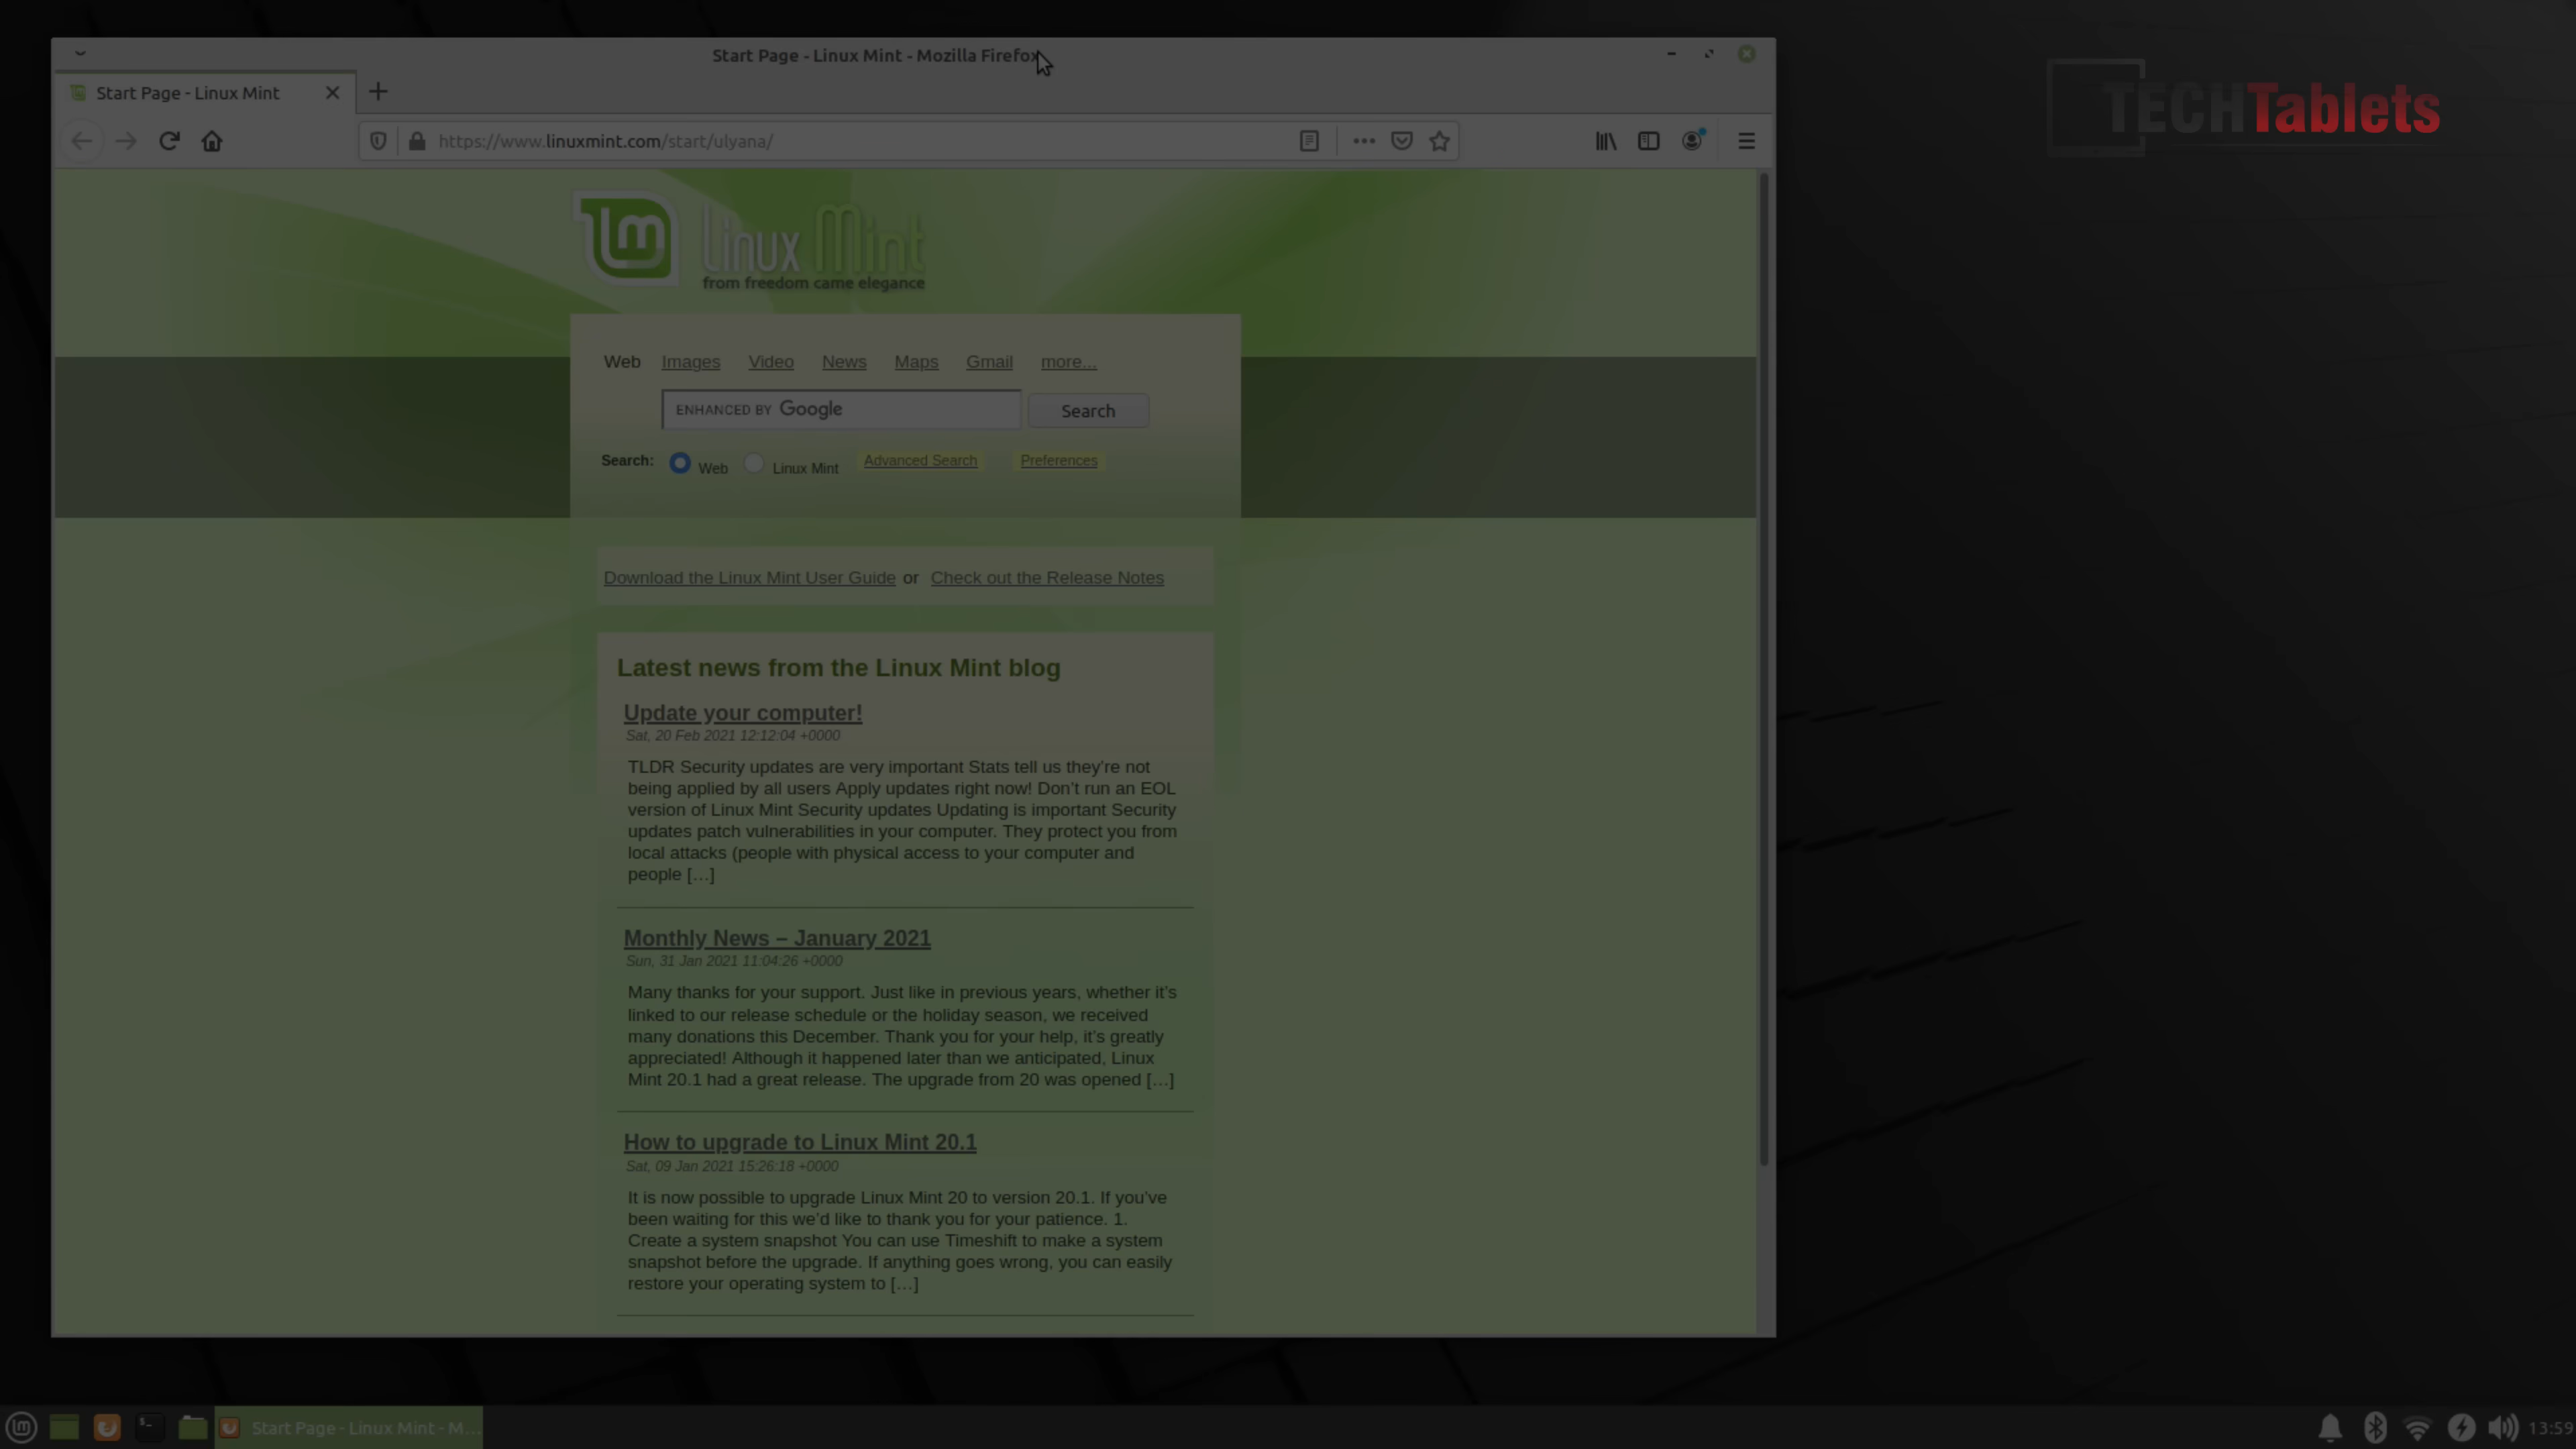 Start Page - Linux Mint - Mozilla Firefox
TECHTablets
Start Page - Linux Mint
https://www.linuxmint.com/start/ulyana/
lm Linux Mint
from freedom came elegance
Web Images Video News Maps Gmail more...
ENHANCED BY Google Search
Search: Web Linux Mint Advanced Search Preferences
Download the Linux Mint User Guide or Check out the Release Notes
Latest news from the Linux Mint blog
Update your computer!
Sat, 20 Feb 2021 12:12:04 +0000
TLDR Security updates are very important Stats tell us they’re not
being applied by all users Apply updates right now! Don’t run an EOL
version of Linux Mint Security updates Updating is important Security
updates patch vulnerabilities in your computer. They protect you from
local attacks (people with physical access to your computer and
people […]
Monthly News – January 2021
Sun, 31 Jan 2021 11:04:26 +0000
Many thanks for your support. Just like in previous years, whether it’s
linked to our release schedule or the holiday season, we received
many donations this December. Thank you for your help, it’s greatly
appreciated! Although it happened later than we anticipated, Linux
Mint 20.1 had a great release. The upgrade from 20 was opened […]
How to upgrade to Linux Mint 20.1
Sat, 09 Jan 2021 15:26:18 +0000
It is now possible to upgrade Linux Mint 20 to version 20.1. If you’ve
been waiting for this we’d like to thank you for your patience. 1.
Create a system snapshot You can use Timeshift to make a system
snapshot before the upgrade. If anything goes wrong, you can easily
restore your operating system to […]
Start Page - Linux Mint - M...
13:59